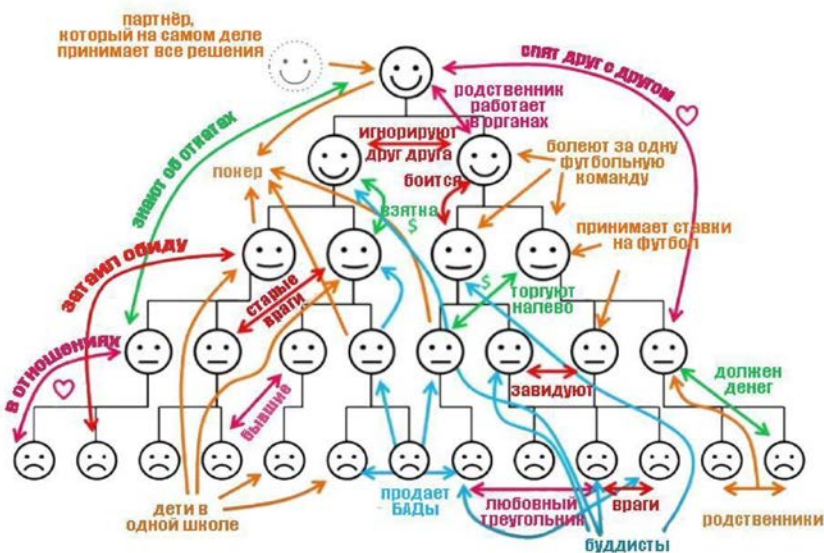 партнёр,
который на самом деле
принимает все решения
спят друг с другом
родственник
работает
в органах
знают об откатах
игнорируют
друг друга
покер
болеют за одну
футбольную
команду
боится
взятка
$
принимает ставки
на футбол
затаил обиду
старые
враги
$
торгуют
налево
в отношениях
бывшие
завидуют
должен
денег
дети в
одной школе
продает
БАДы
любовный
треугольник
враги
родственники
буддисты